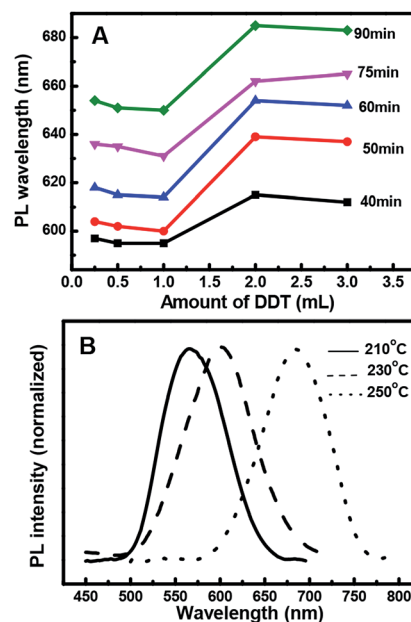 A
PL wavelength (nm)
660
640
620
600
90min
75min
60min
50min
40min
0.0 0.5 1.0 1.5 2.0 2.5 3.0 3.5
Amount of DDT (mL)
B
210°C
230°C
250°C
PL intensity (normalized)
450 500 550 600 650 700 750 800
Wavelength (nm)